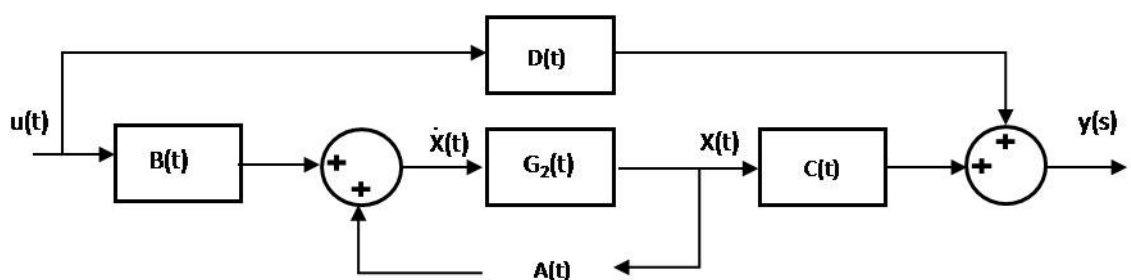 D(t)
u(t)
B(t)
+
+
Ẋ(t)
G₂(t)
X(t)
C(t)
+
+
y(s)
A(t)